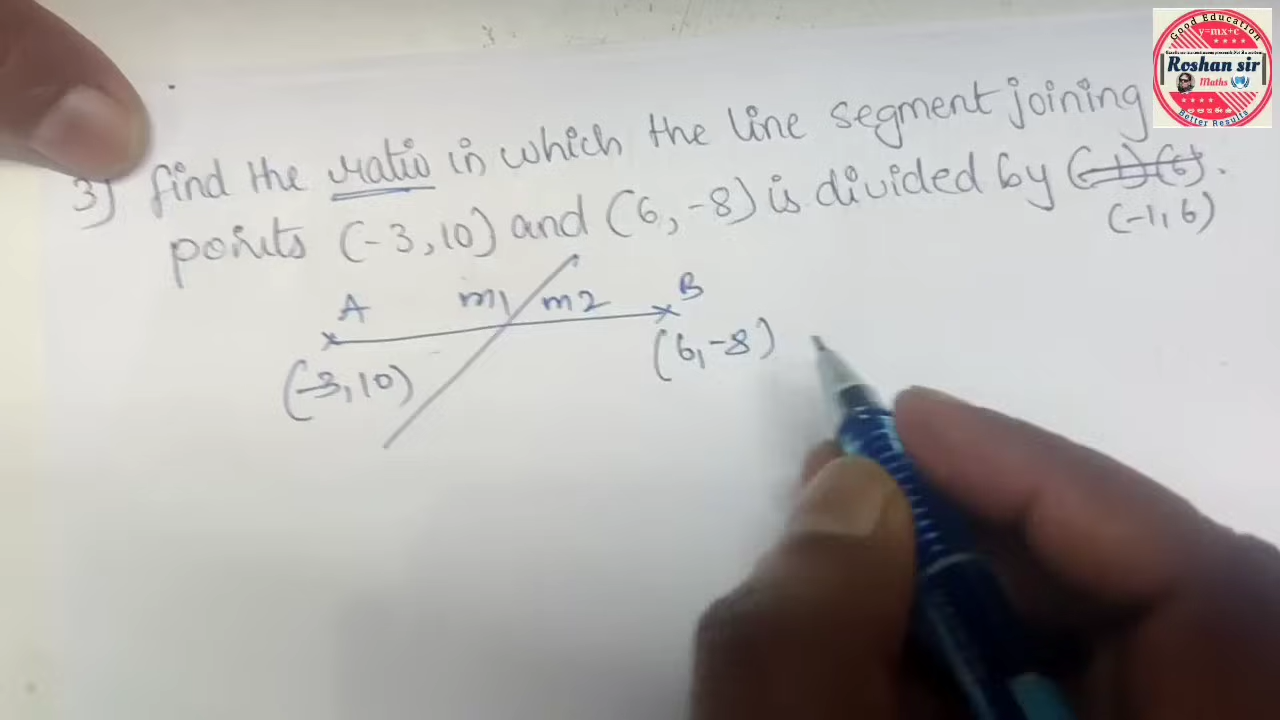 Good Education
y=mx+c
Roshan sir
Maths
Better Results
3) find the ratio in which the line segment joining
points (-3,10) and (6,-8) is divided by (-1)(6).
(-1,6)
A m1 m2 B
(-3,10) (6,-8)